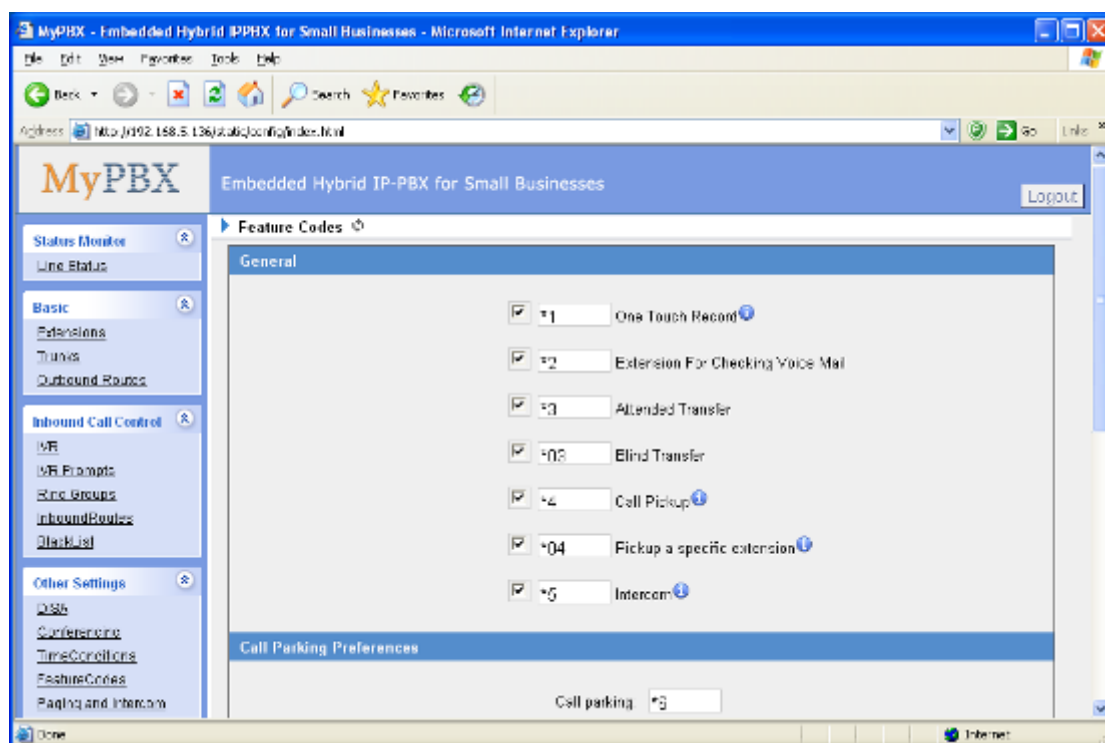 MyPBX - Embedded Hybrid IPPBX for Small Businesses - Microsoft Internet Explorer
File Edit View Favorites Tools Help
Back Search Favorites
Address http://192.168.5.136/static/config/index.html Go Links
MyPBX
Embedded Hybrid IP-PBX for Small Businesses
Logout
Status Monitor
Line Status
Basic
Extensions
Trunks
Outbound Routes
Inbound Call Control
IVR
IVR Prompts
Ring Groups
InboundRoutes
BlackList
Other Settings
DISA
Conferencing
TimeConditions
FeatureCodes
Paging and Intercom
Feature Codes
General
*1 One Touch Record
*2 Extension For Checking Voice Mail
*3 Attended Transfer
*03 Blind Transfer
*4 Call Pickup
*04 Pickup a specific extension
*5 Intercom
Call Parking Preferences
Call parking *6
Done
Internet